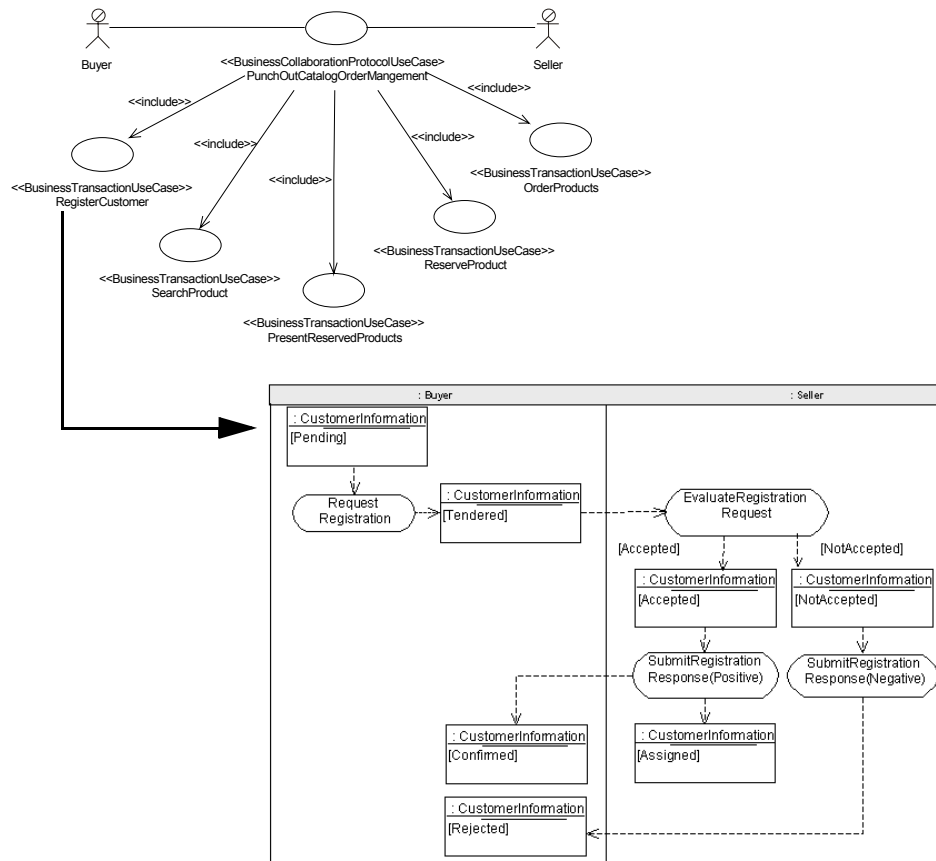 Buyer
<<BusinessCollaborationProtocolUseCase>>
PunchOutCatalogOrderMangement
Seller
<<include>>
<<include>>
<<include>>
<<include>>
<<include>>
<<BusinessTransactionUseCase>>
RegisterCustomer
<<BusinessTransactionUseCase>>
OrderProducts
<<BusinessTransactionUseCase>>
ReserveProduct
<<BusinessTransactionUseCase>>
SearchProduct
<<BusinessTransactionUseCase>>
PresentReservedProducts
: Buyer
: Seller
: CustomerInformation
[Pending]
Request
Registration
: CustomerInformation
[Tendered]
EvaluateRegistration
Request
[Accepted]
[NotAccepted]
: CustomerInformation
[Accepted]
: CustomerInformation
[NotAccepted]
SubmitRegistration
Response(Positive)
SubmitRegistration
Response(Negative)
: CustomerInformation
[Confirmed]
: CustomerInformation
[Assigned]
: CustomerInformation
[Rejected]